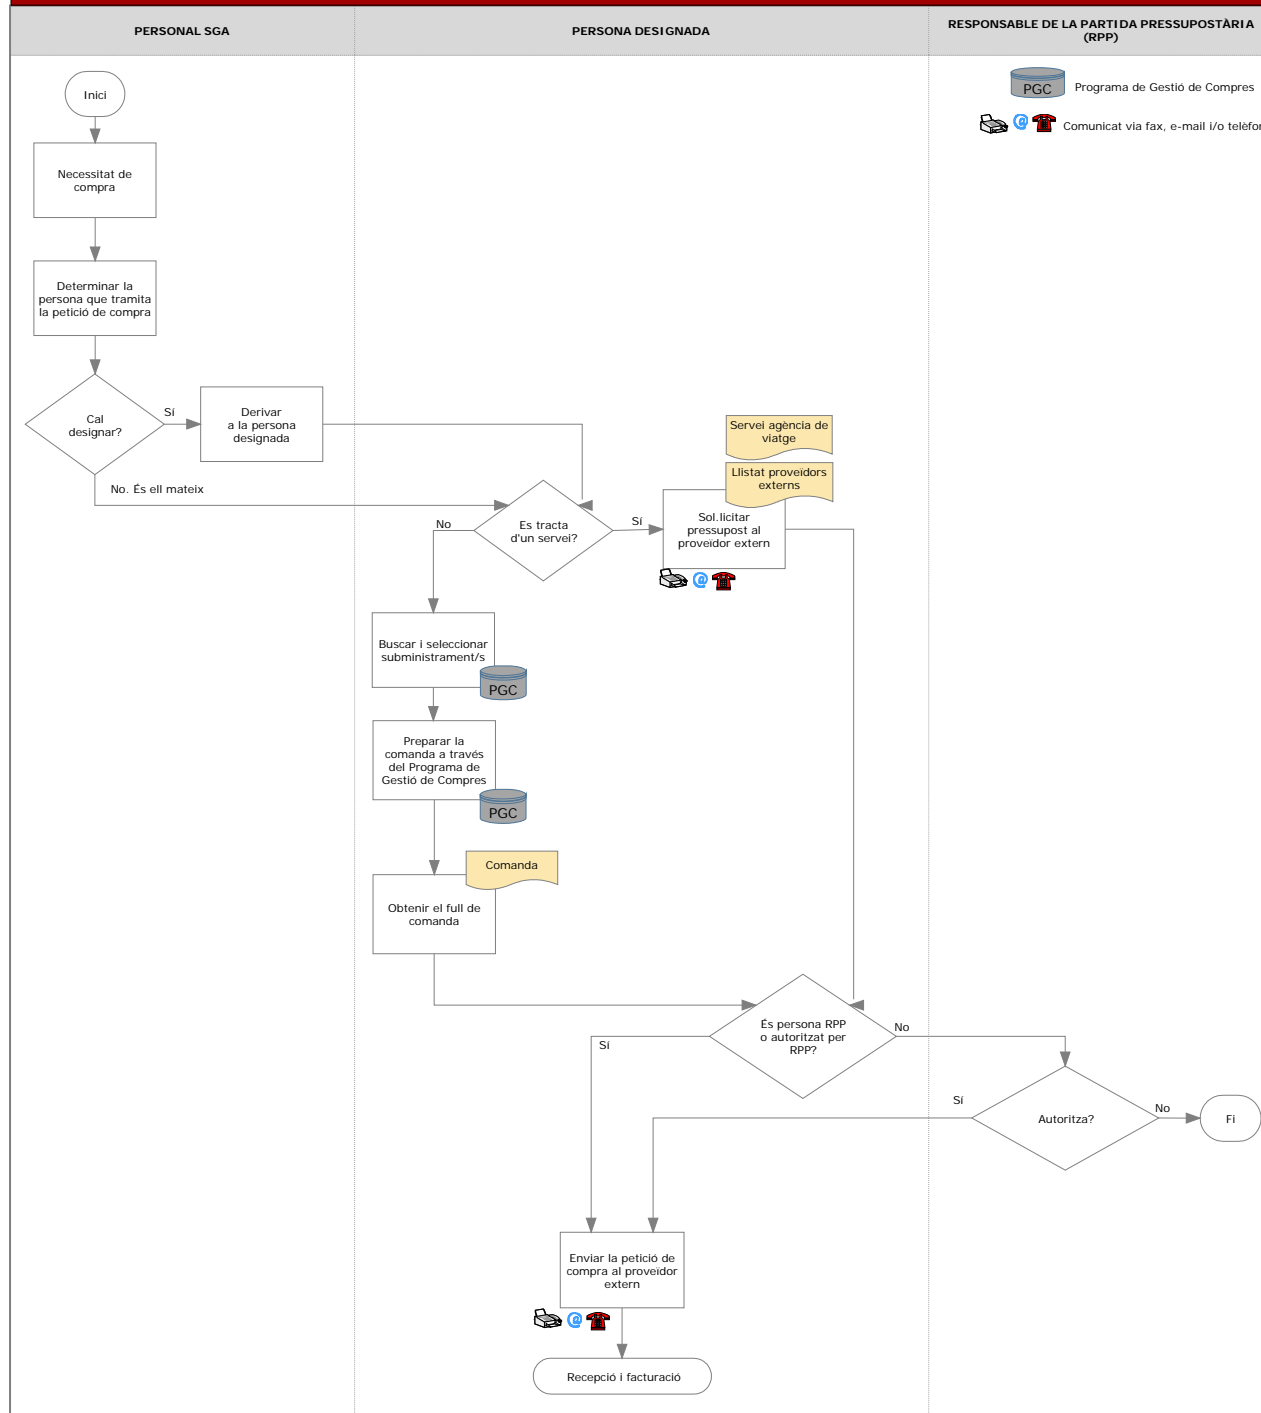 PERSONAL SGA
PERSONA DESIGNADA
RESPONSABLE DE LA PARTIDA PRESSUPOSTÀRIA
(RPP)
PGC
Programa de Gestió de Compres
@
Comunicat via fax, e-mail i/o telèfon
Inici
Necessitat de
compra
Determinar la
persona que tramita
la petició de compra
Cal
designar?
Sí
Derivar
a la persona
designada
No. És ell mateix
Servei agència de
viatge
Llistat proveïdors
externs
Es tracta
d'un servei?
No
Sí
Sol.licitar
pressupost al
proveïdor extern
@
Buscar i seleccionar
subministrament/s
PGC
Preparar la
comanda a través
del Programa de
Gestió de Compres
PGC
Comanda
Obtenir el full de
comanda
És persona RPP
o autoritzat per
RPP?
Sí
No
Autoritza?
Sí
No
Fi
Enviar la petició de
compra al proveïdor
extern
@
Recepció i facturació